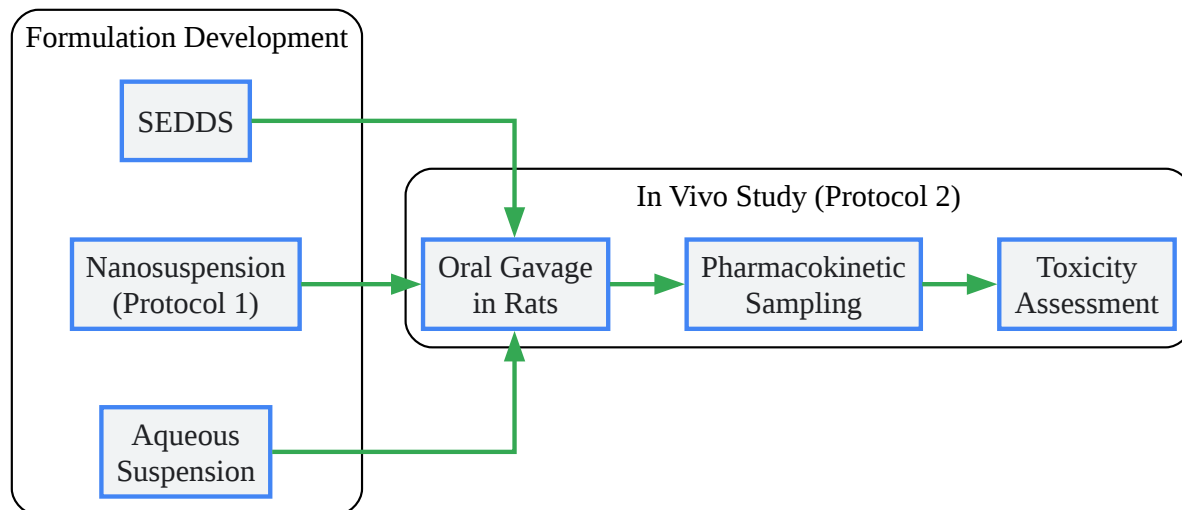 Formulation Development
SEDDS
In Vivo Study (Protocol 2)
Nanosuspension
(Protocol 1)
Oral Gavage
in Rats
Pharmacokinetic
Sampling
Toxicity
Assessment
Aqueous
Suspension